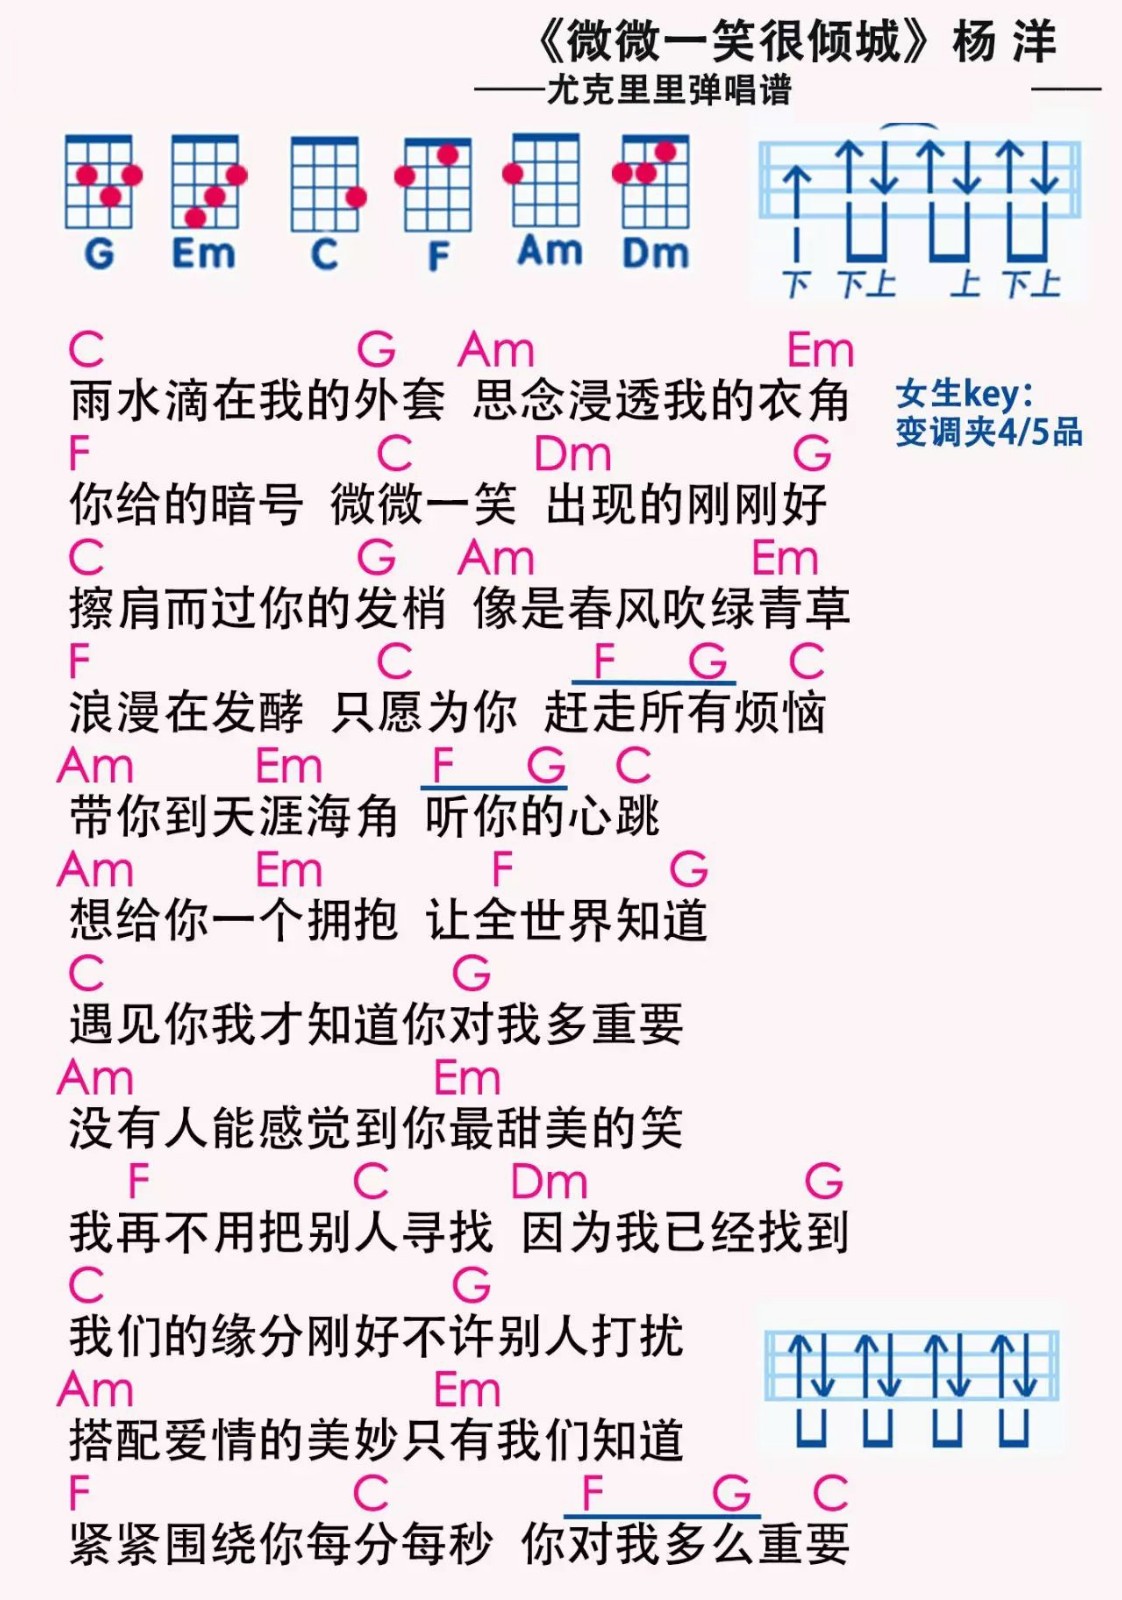 《微微一笑很倾城》杨 洋
——尤克里里弹唱谱 ——
G Em C F Am Dm
下 下上 上 下上
C G Am Em
雨水滴在我的外套 思念浸透我的衣角
女生key:
变调夹4/5品
F C Dm G
你给的暗号 微微一笑 出现的刚刚好
C G Am Em
擦肩而过你的发梢 像是春风吹绿青草
F C F G C
浪漫在发酵 只愿为你 赶走所有烦恼
Am Em F G C
带你到天涯海角 听你的心跳
Am Em F G
想给你一个拥抱 让全世界知道
C G
遇见你我才知道你对我多重要
Am Em
没有人能感觉到你最甜美的笑
F C Dm G
我再不用把别人寻找 因为我已经找到
C G
我们的缘分刚好不许别人打扰
Am Em
搭配爱情的美妙只有我们知道
F C F G C
紧紧围绕你每分每秒 你对我多么重要